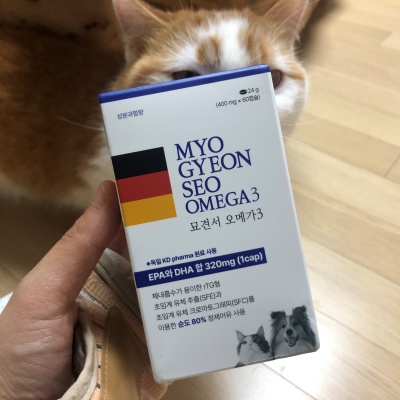 성분과함량
24 g
(400 mg x 60캡슐)
MYO
GYEON
SEO
OMEGA3
묘견서 오메가3
독일 KD pharma 원료 사용
EPA와 DHA 합 320mg (1cap)
체내흡수가 용이한 rTG형
초임계 유체 추출(SFE)과
초임계 유체 크로마토그래피(SFC)를
이용한 순도 80% 정제어유 사용